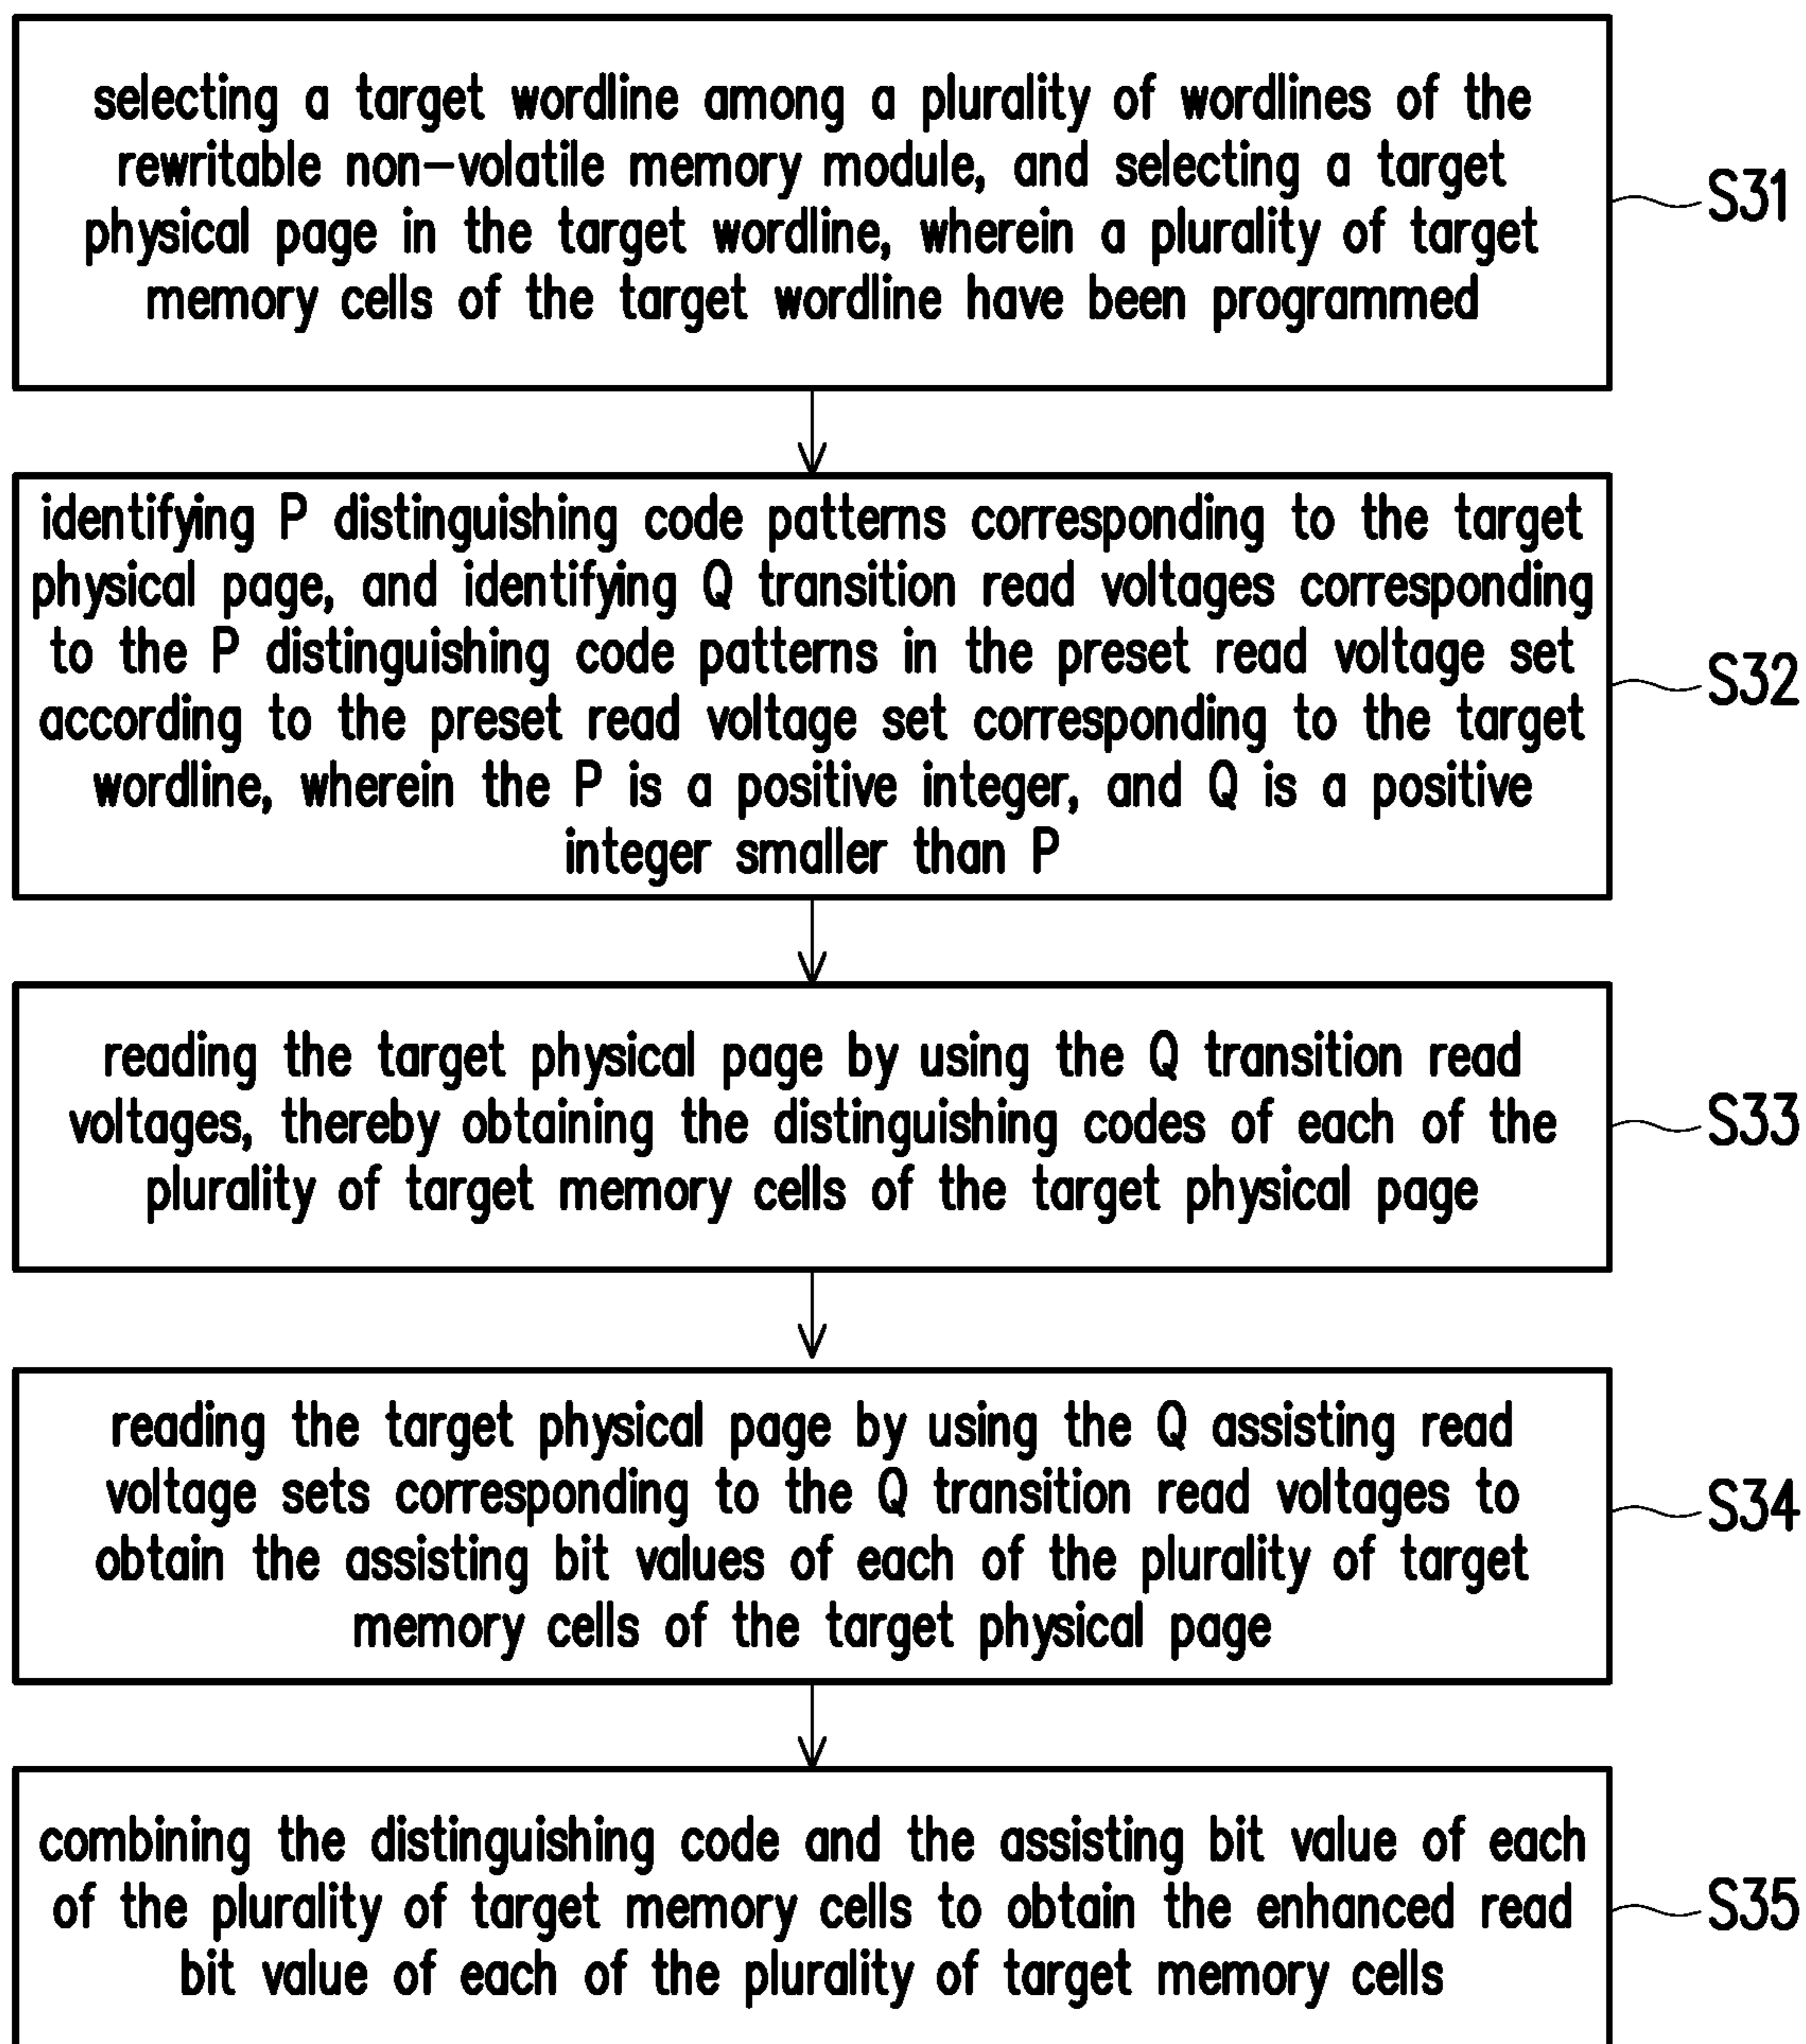 selecting a target wordline among a plurality of wordlines of the
rewritable non-volatile memory module, and selecting a target
physical page in the target wordline, wherein a plurality of target
memory cells of the target wordline have been programmed
S31
identifying P distinguishing code patterns corresponding to the target
physical page, and identifying Q transition read voltages corresponding
to the P distinguishing code patterns in the preset read voltage set
according to the preset read voltage set corresponding to the target
wordline, wherein the P is a positive integer, and Q is a positive
integer smaller than P
S32
reading the target physical page by using the Q transition read
voltages, thereby obtaining the distinguishing codes of each of the
plurality of target memory cells of the target physical page
S33
reading the target physical page by using the Q assisting read
voltage sets corresponding to the Q transition read voltages to
obtain the assisting bit values of each of the plurality of target
memory cells of the target physical page
S34
combining the distinguishing code and the assisting bit value of each
of the plurality of target memory cells to obtain the enhanced read
bit value of each of the plurality of target memory cells
S35